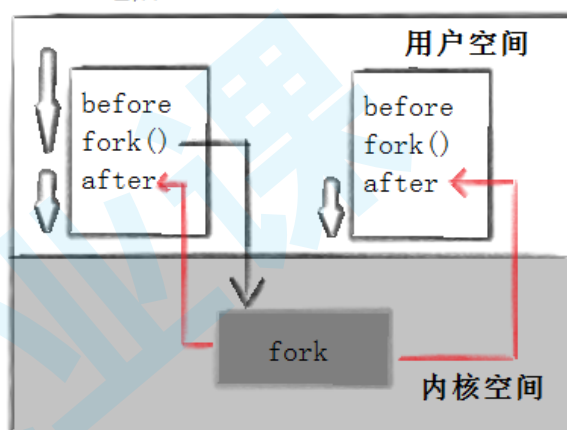 用户空间
before
fork()
after
before
fork()
after
fork
内核空间